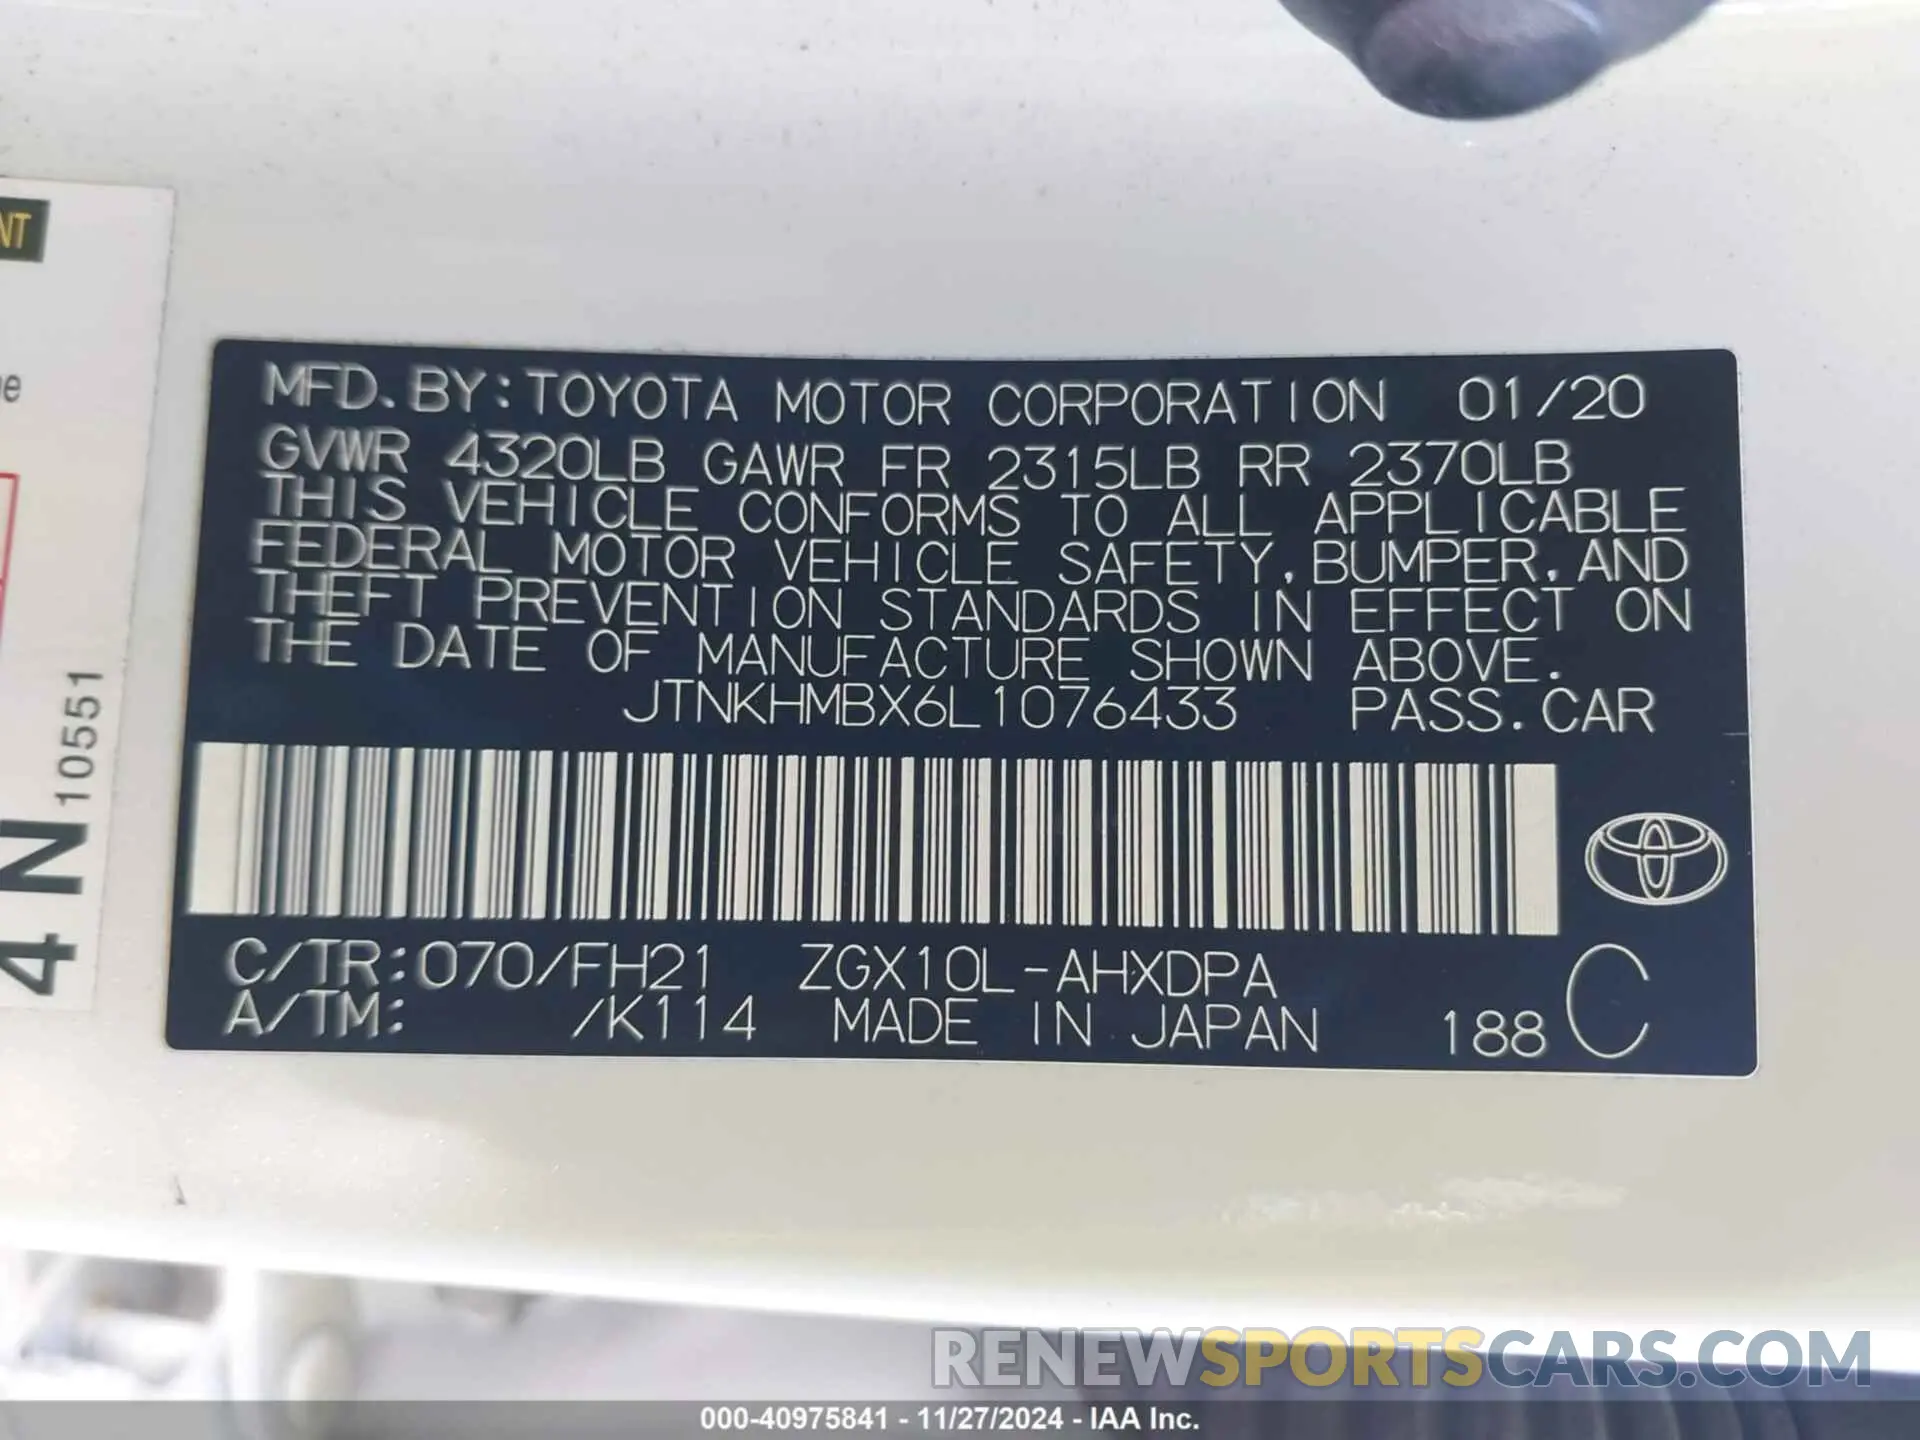 NT
4 N 10551
MFD. BY: TOYOTA MOTOR CORPORATION 01/20
GVWR 4320LB GAWR FR 2315LB RR 2370LB
THIS VEHICLE CONFORMS TO ALL APPLICABLE
FEDERAL MOTOR VEHICLE SAFETY, BUMPER, AND
THEFT PREVENTION STANDARDS IN EFFECT ON
THE DATE OF MANUFACTURE SHOWN ABOVE.
JTNKHMBX6L1076433 PASS. CAR
C/TR: 070/FH21 ZGX10L-AHXDPA
A/TM: /K114 MADE IN JAPAN 188 C
RENEWSPORTSCARS.COM
000-40975841 - 11/27/2024 - IAA Inc.